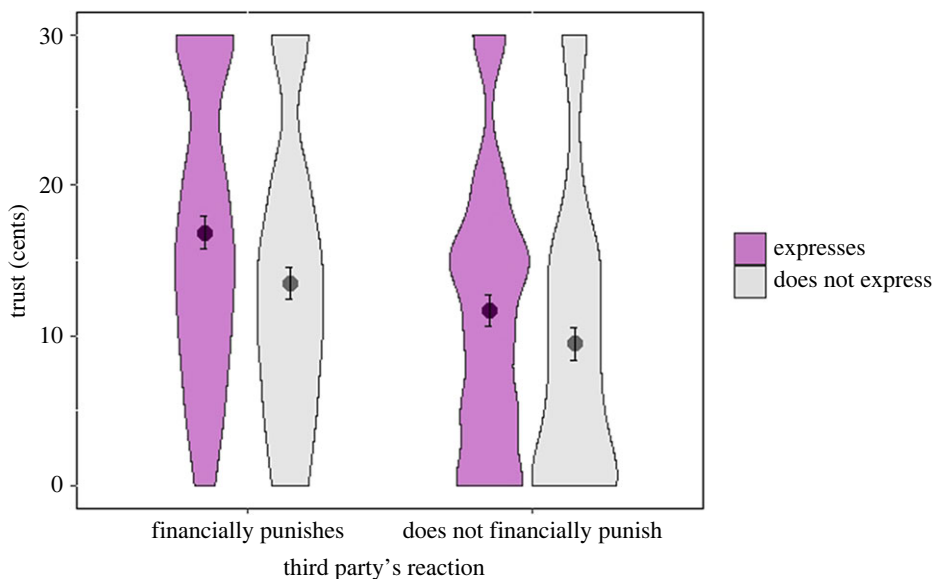 30
20
10
0
trust (cents)
financially punishes
does not financially punish
third party's reaction
expresses
does not express